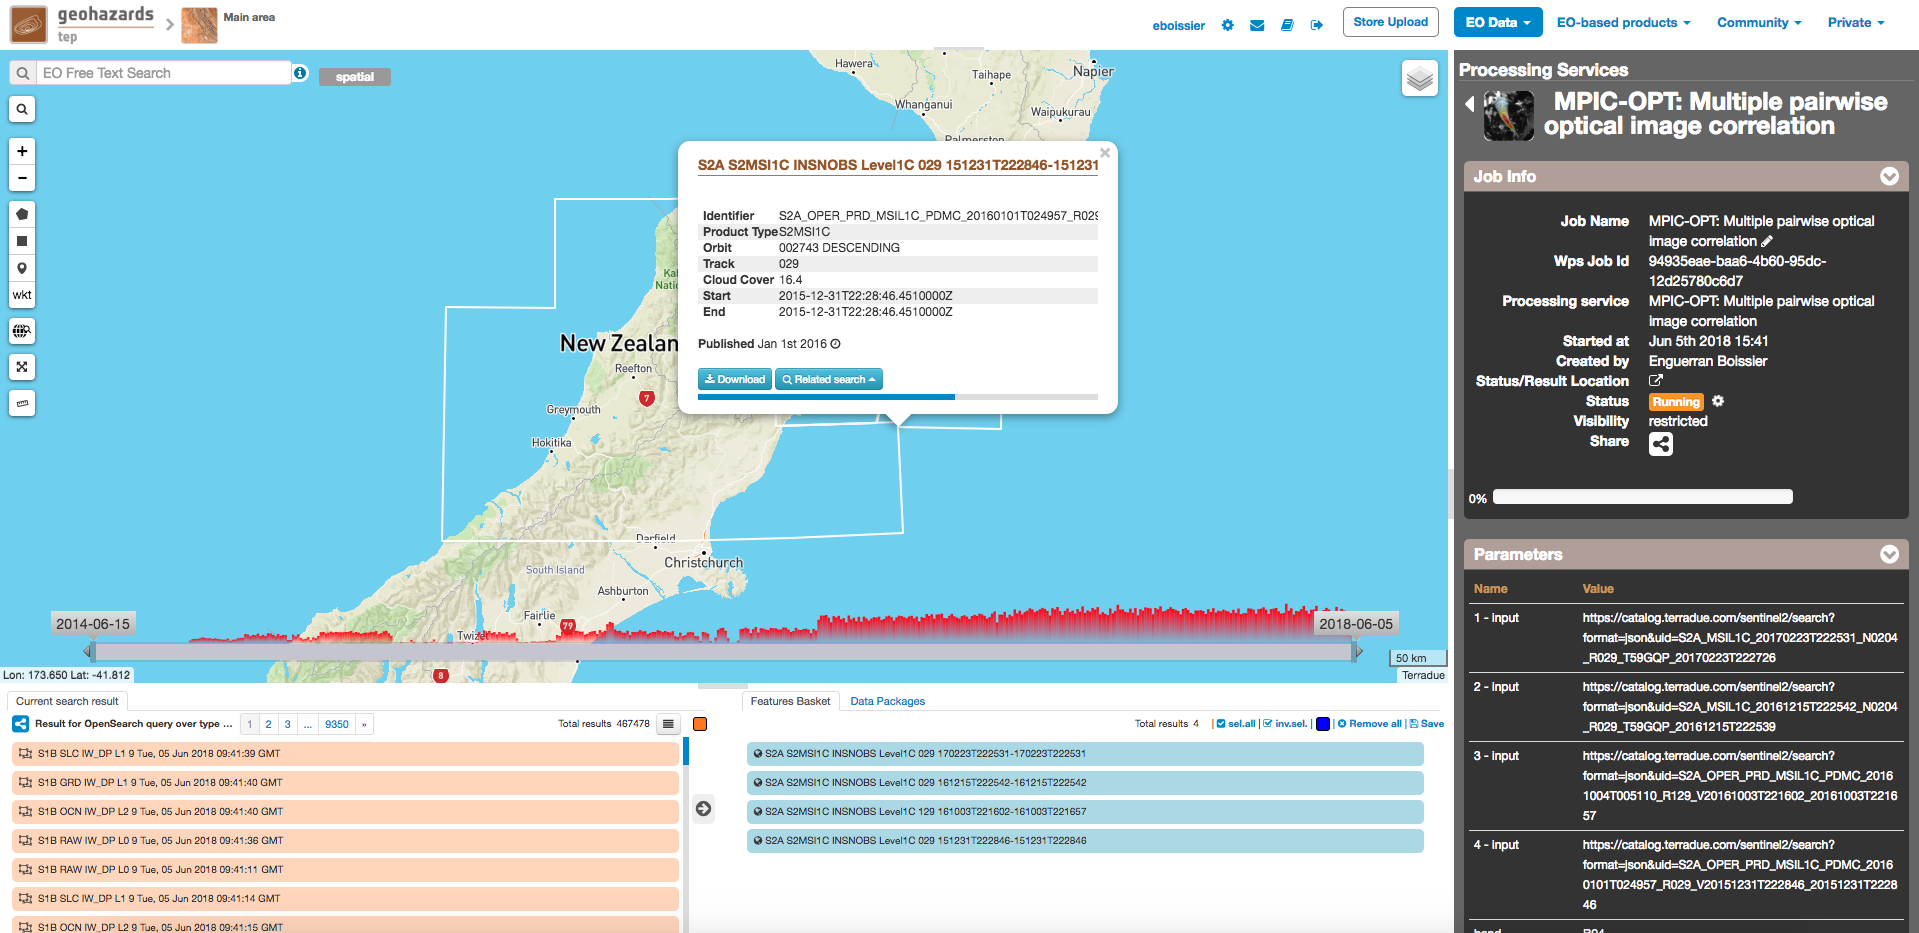 geohazards
tep
Main area
eboissier
Store Upload
EO Data
EO-based products
Community
Private
EO Free Text Search
spatial
+
−
wkt
Hawera
Taihape
Napier
Whanganui
Waipukurau
Palmerston
New Zealan
Reefton
7
Greymouth
Hokitika
Darfield
Christchurch
South Island
Ashburton
Fairlie
79
Twizel
8
S2A S2MSI1C INSNOBS Level1C 029 151231T222846-151231
Identifier S2A_OPER_PRD_MSIL1C_PDMC_20160101T024957_R029
Product Type S2MSI1C
Orbit 002743 DESCENDING
Track 029
Cloud Cover 16.4
Start 2015-12-31T22:28:46.4510000Z
End 2015-12-31T22:28:46.4510000Z
Published Jan 1st 2016
Download Related search
2014-06-15
2018-06-05
50 km
Lon: 173.650 Lat: -41.812
Terradue
Current search result
Result for OpenSearch query over type ... 1 2 3 ... 9350 » Total results 467478
S1B SLC IW_DP L1 9 Tue, 05 Jun 2018 09:41:39 GMT
S1B GRD IW_DP L1 9 Tue, 05 Jun 2018 09:41:40 GMT
S1B OCN IW_DP L2 9 Tue, 05 Jun 2018 09:41:40 GMT
S1B RAW IW_DP L0 9 Tue, 05 Jun 2018 09:41:36 GMT
S1B RAW IW_DP L0 9 Tue, 05 Jun 2018 09:41:11 GMT
S1B SLC IW_DP L1 9 Tue, 05 Jun 2018 09:41:14 GMT
S1B OCN IW_DP L2 9 Tue, 05 Jun 2018 09:41:15 GMT
Features Basket Data Packages
Total results 4 | sel.all | inv.sel. | Remove all | Save
S2A S2MSI1C INSNOBS Level1C 029 170223T222531-170223T222531
S2A S2MSI1C INSNOBS Level1C 029 161215T222542-161215T222542
S2A S2MSI1C INSNOBS Level1C 129 161003T221602-161003T221657
S2A S2MSI1C INSNOBS Level1C 029 151231T222846-151231T222846
Processing Services
MPIC-OPT: Multiple pairwise
optical image correlation
Job Info
Job Name MPIC-OPT: Multiple pairwise optical
image correlation
Wps Job Id 94935eae-baa6-4b60-95dc-
12d25780c6d7
Processing service MPIC-OPT: Multiple pairwise optical
image correlation
Started at Jun 5th 2018 15:41
Created by Enguerran Boissier
Status/Result Location
Status Running
Visibility restricted
Share
0%
Parameters
Name Value
1 - input https://catalog.terradue.com/sentinel2/search?
format=json&uid=S2A_MSIL1C_20170223T222531_N0204
_R029_T59GQP_20170223T222726
2 - input https://catalog.terradue.com/sentinel2/search?
format=json&uid=S2A_MSIL1C_20161215T222542_N0204
_R029_T59GQP_20161215T222539
3 - input https://catalog.terradue.com/sentinel2/search?
format=json&uid=S2A_OPER_PRD_MSIL1C_PDMC_2016
1004T005110_R129_V20161003T221602_20161003T2216
57
4 - input https://catalog.terradue.com/sentinel2/search?
format=json&uid=S2A_OPER_PRD_MSIL1C_PDMC_2016
0101T024957_R029_V20151231T222846_20151231T2228
46
band B04